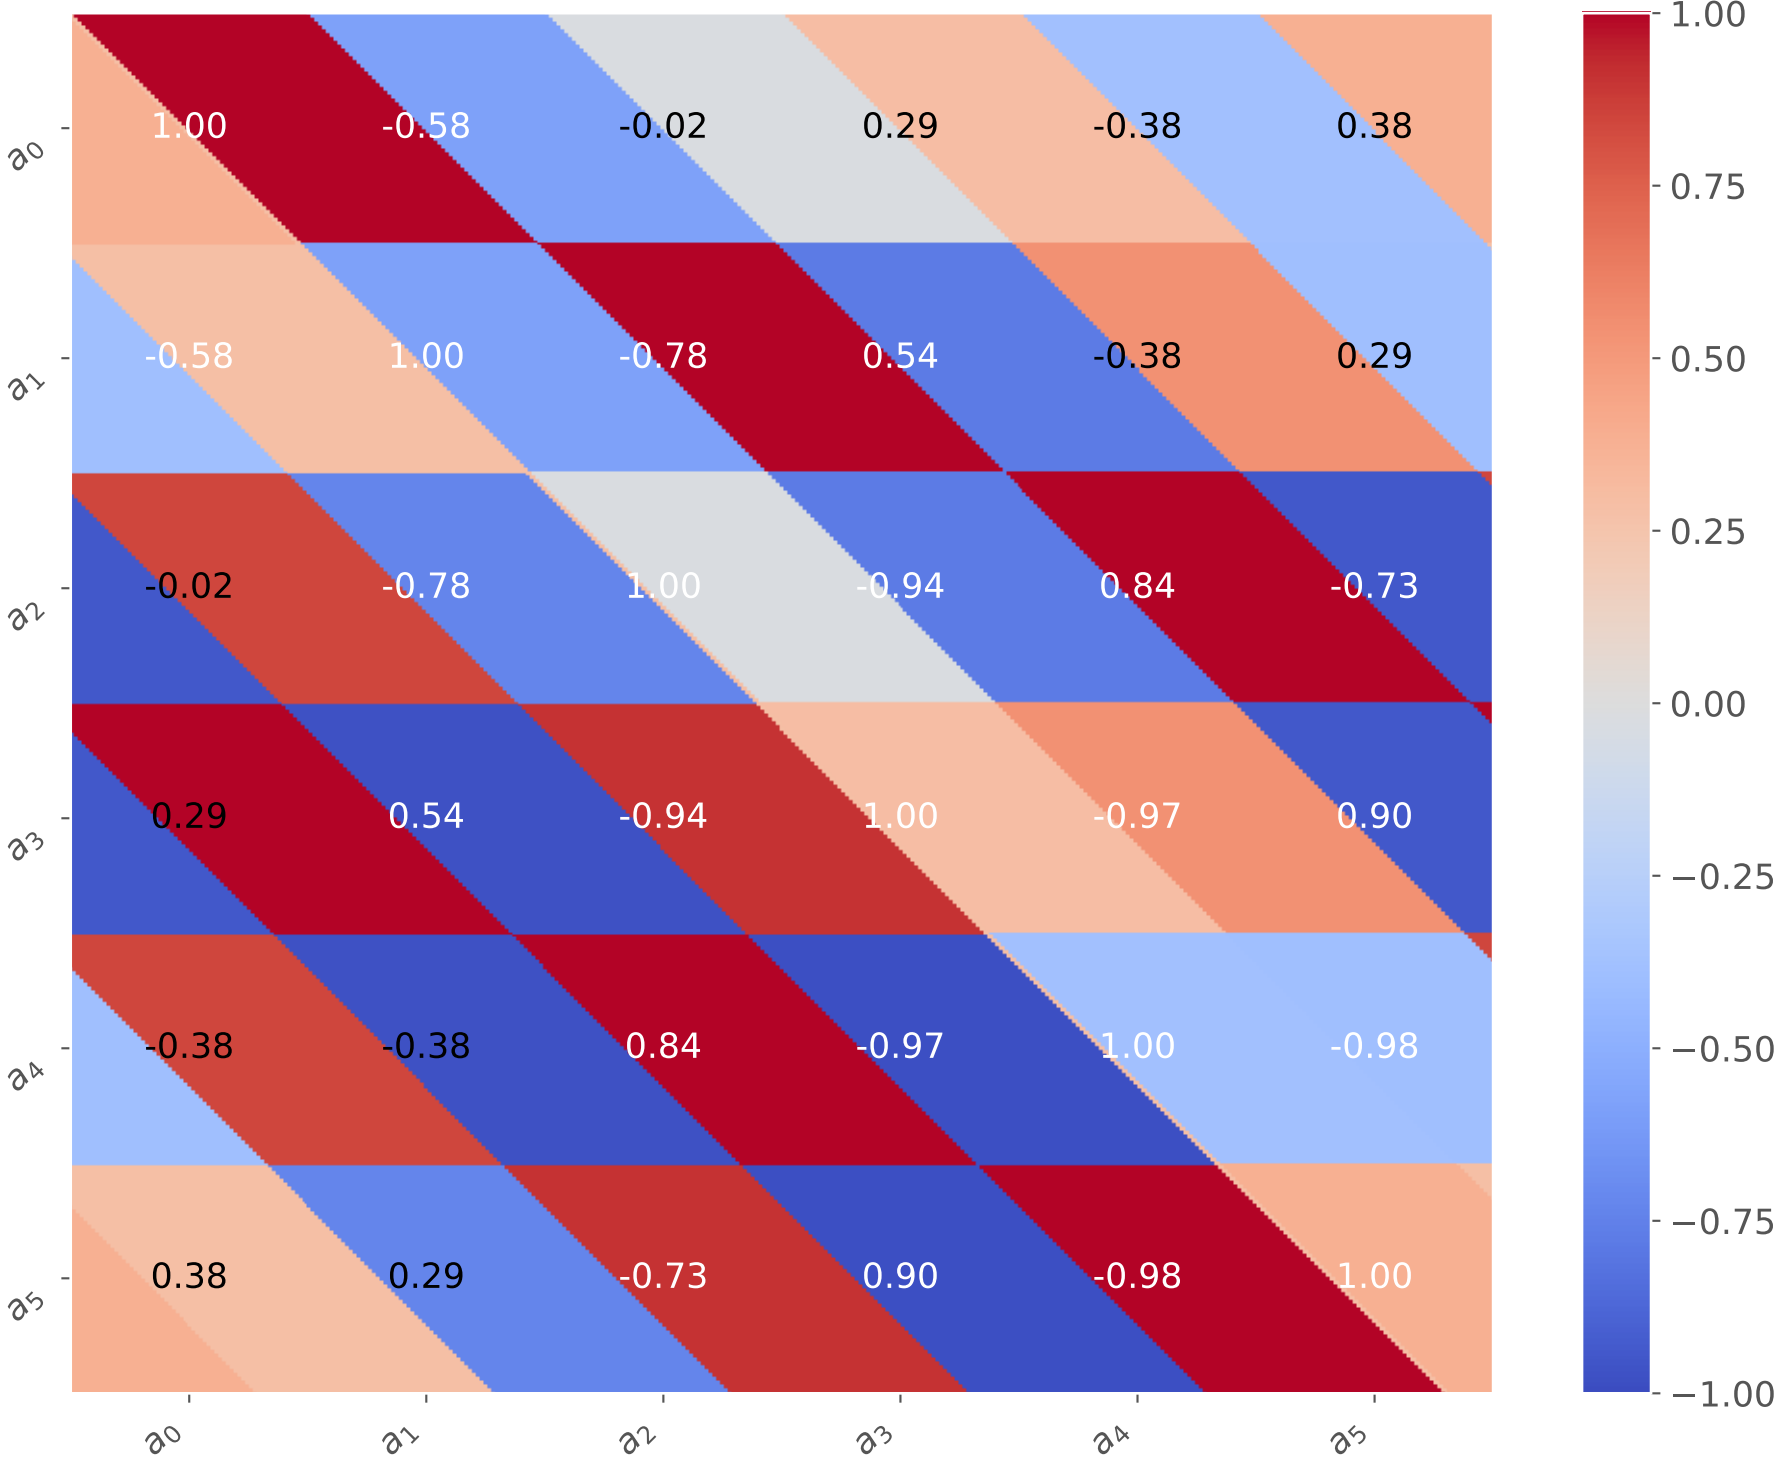 a0 1.00 -0.58 -0.02 0.29 -0.38 0.38
a1 -0.58 1.00 -0.78 0.54 -0.38 0.29
a2 -0.02 -0.78 1.00 -0.94 0.84 -0.73
a3 0.29 0.54 -0.94 1.00 -0.97 0.90
a4 -0.38 -0.38 0.84 -0.97 1.00 -0.98
a5 0.38 0.29 -0.73 0.90 -0.98 1.00
a0 a1 a2 a3 a4 a5
1.00
0.75
0.50
0.25
0.00
−0.25
−0.50
−0.75
−1.00